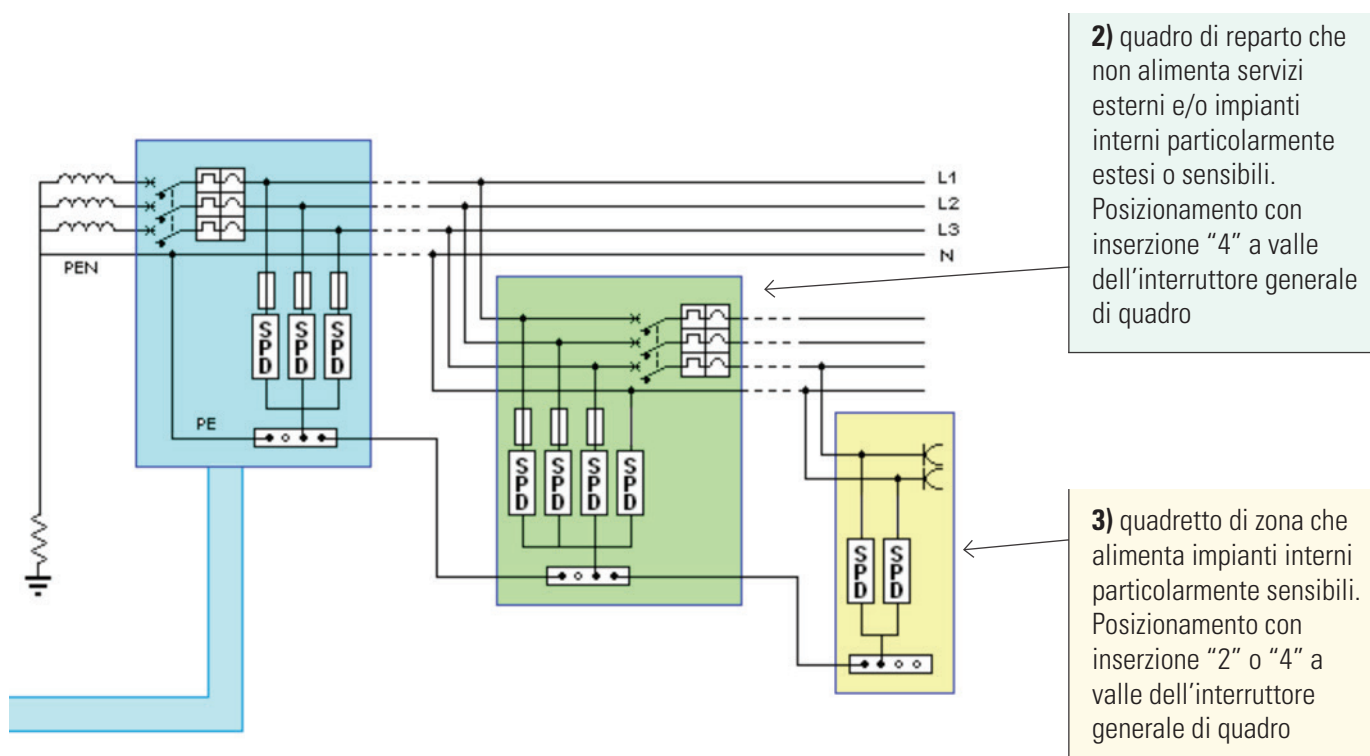 2) quadro di reparto che
non alimenta servizi
esterni e/o impianti
interni particolarmente
estesi o sensibili.
Posizionamento con
inserzione “4” a valle
dell’interruttore generale
di quadro
L1
L2
L3
N
PEN
SPD
SPD
SPD
PE
SPD
SPD
SPD
SPD
SPD
SPD
3) quadretto di zona che
alimenta impianti interni
particolarmente sensibili.
Posizionamento con
inserzione “2” o “4” a
valle dell’interruttore
generale di quadro